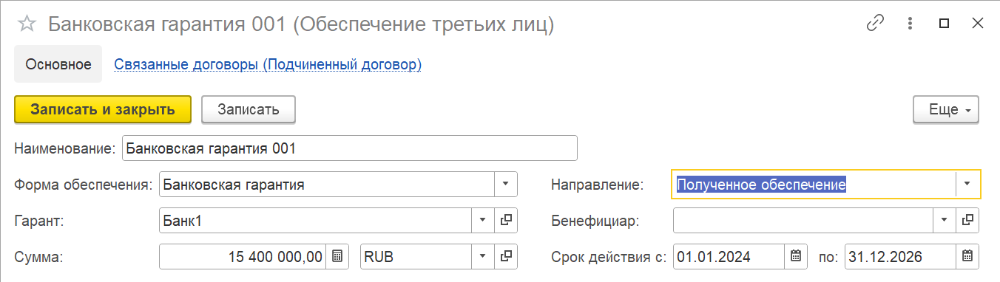 Банковская гарантия 001 (Обеспечение третьих лиц)
Основное Связанные договоры (Подчиненный договор)
Записать и закрыть Записать Еще
Наименование: Банковская гарантия 001
Форма обеспечения: Банковская гарантия Направление: Полученное обеспечение
Гарант: Банк1 Бенефициар:
Сумма: 15 400 000,00 RUB Срок действия с: 01.01.2024 по: 31.12.2026